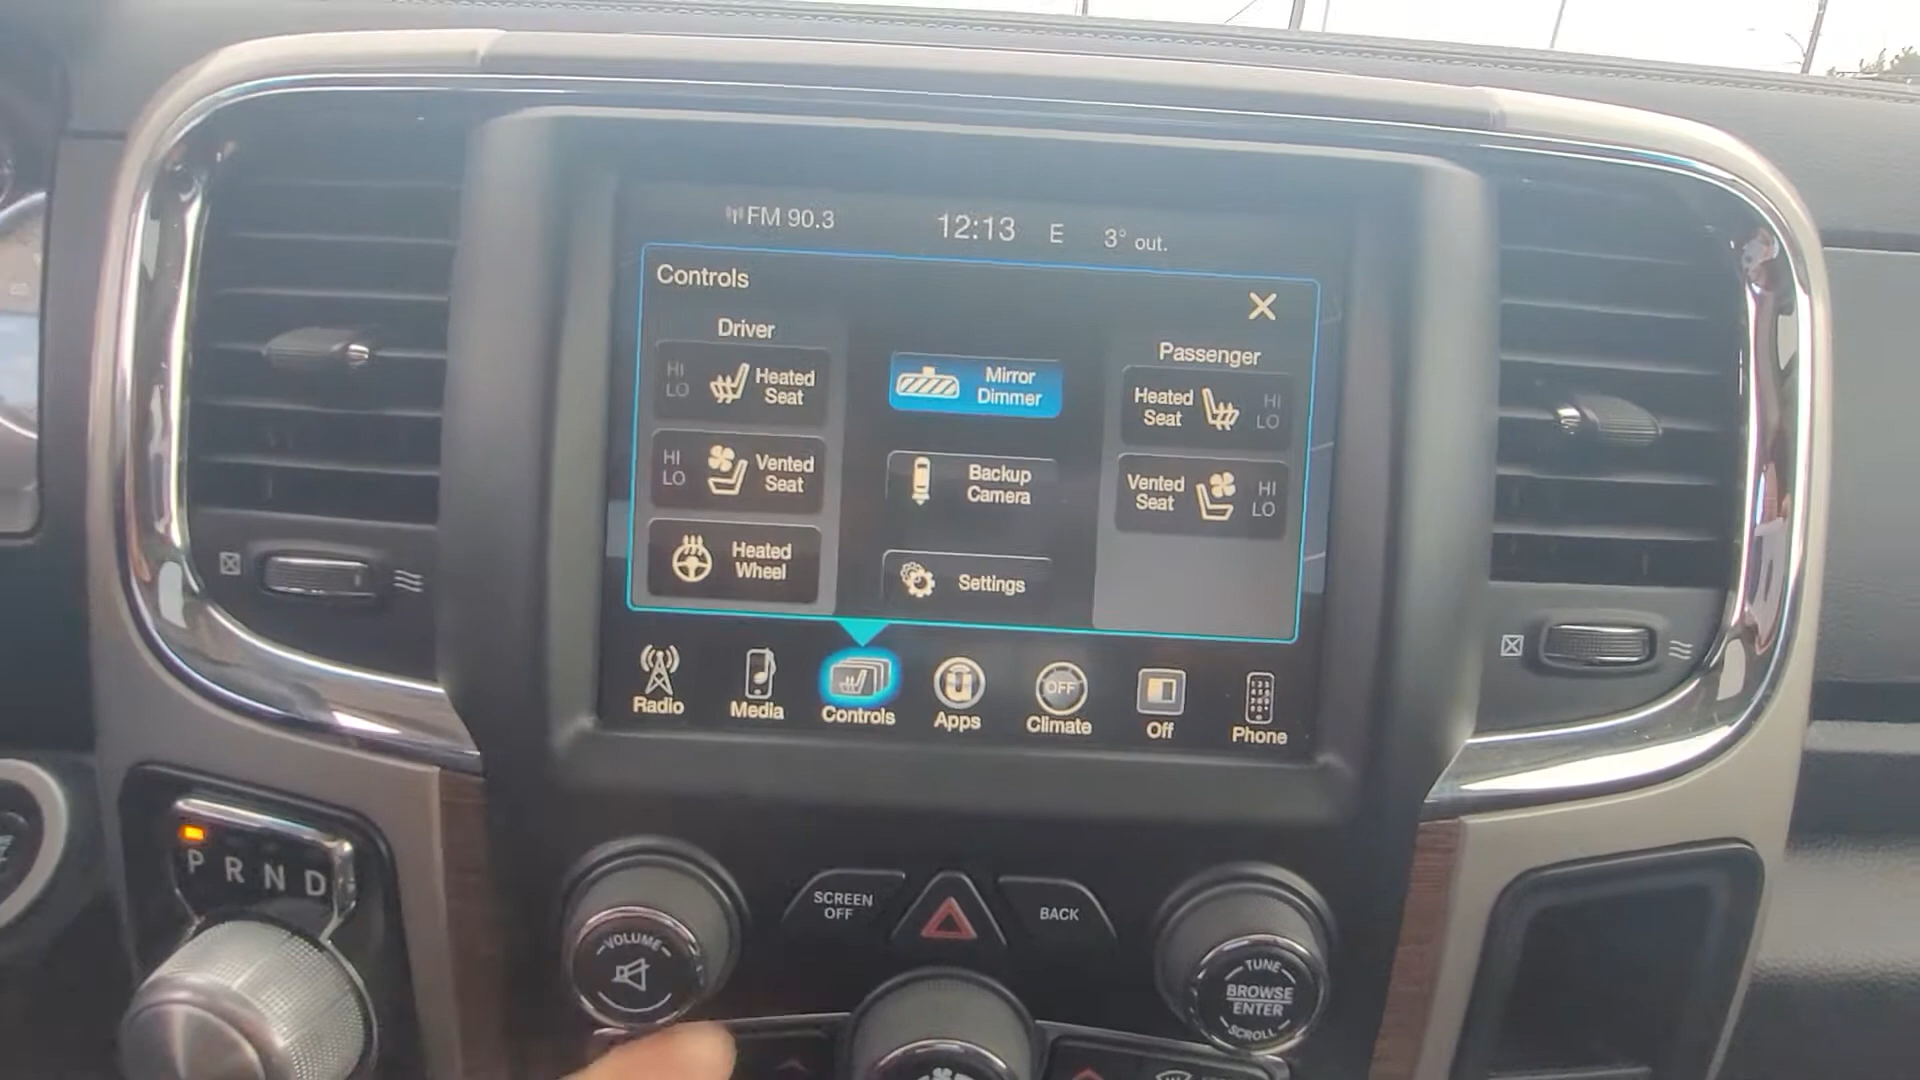 FM 90.3
12:13
E
3° out.
Controls
Driver
HI
LO
Heated
Seat
HI
LO
Vented
Seat
Heated
Wheel
Mirror
Dimmer
Backup
Camera
Settings
Passenger
Heated
Seat
HI
LO
Vented
Seat
HI
LO
Radio
Media
Controls
Apps
OFF
Climate
Off
Phone
P R N D
SCREEN
OFF
BACK
VOLUME
TUNE
BROWSE
ENTER
SCROLL